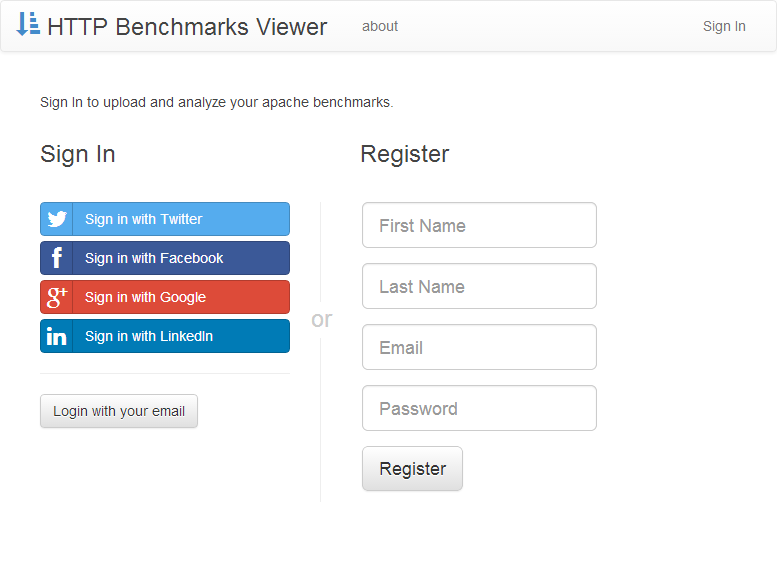 HTTP Benchmarks Viewer about Sign In
Sign In to upload and analyze your apache benchmarks.
Sign In
Sign in with Twitter
f Sign in with Facebook
g+ Sign in with Google
in Sign in with LinkedIn
Login with your email
or
Register
First Name
Last Name
Email
Password
Register